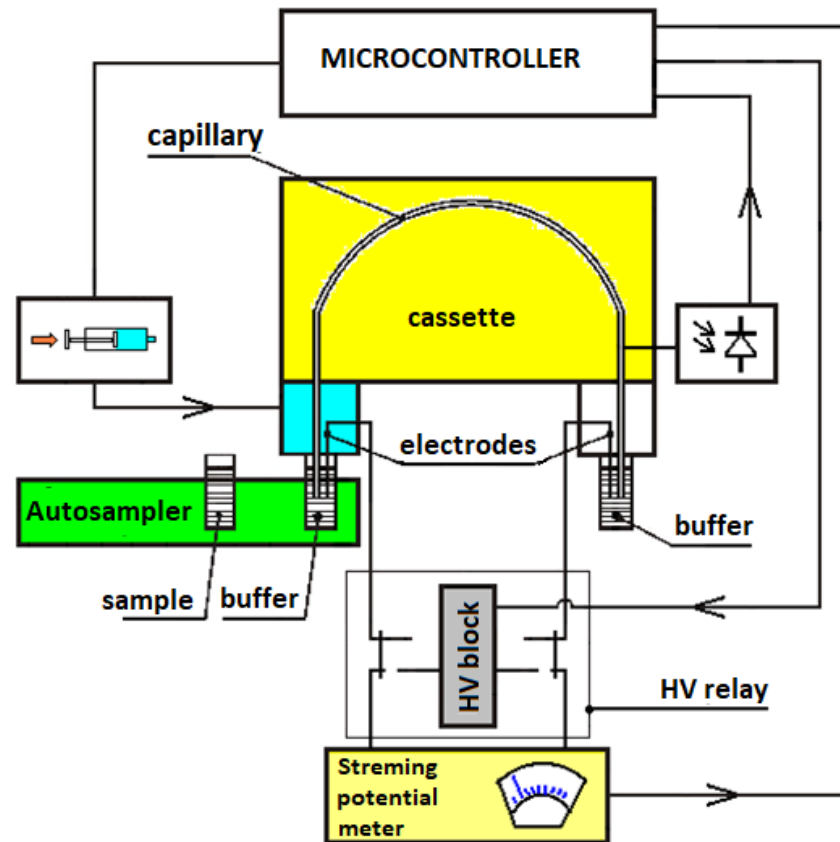 MICROCONTROLLER
capillary
cassette
electrodes
Autosampler
buffer
sample
buffer
HV block
HV relay
Streming
potential
meter